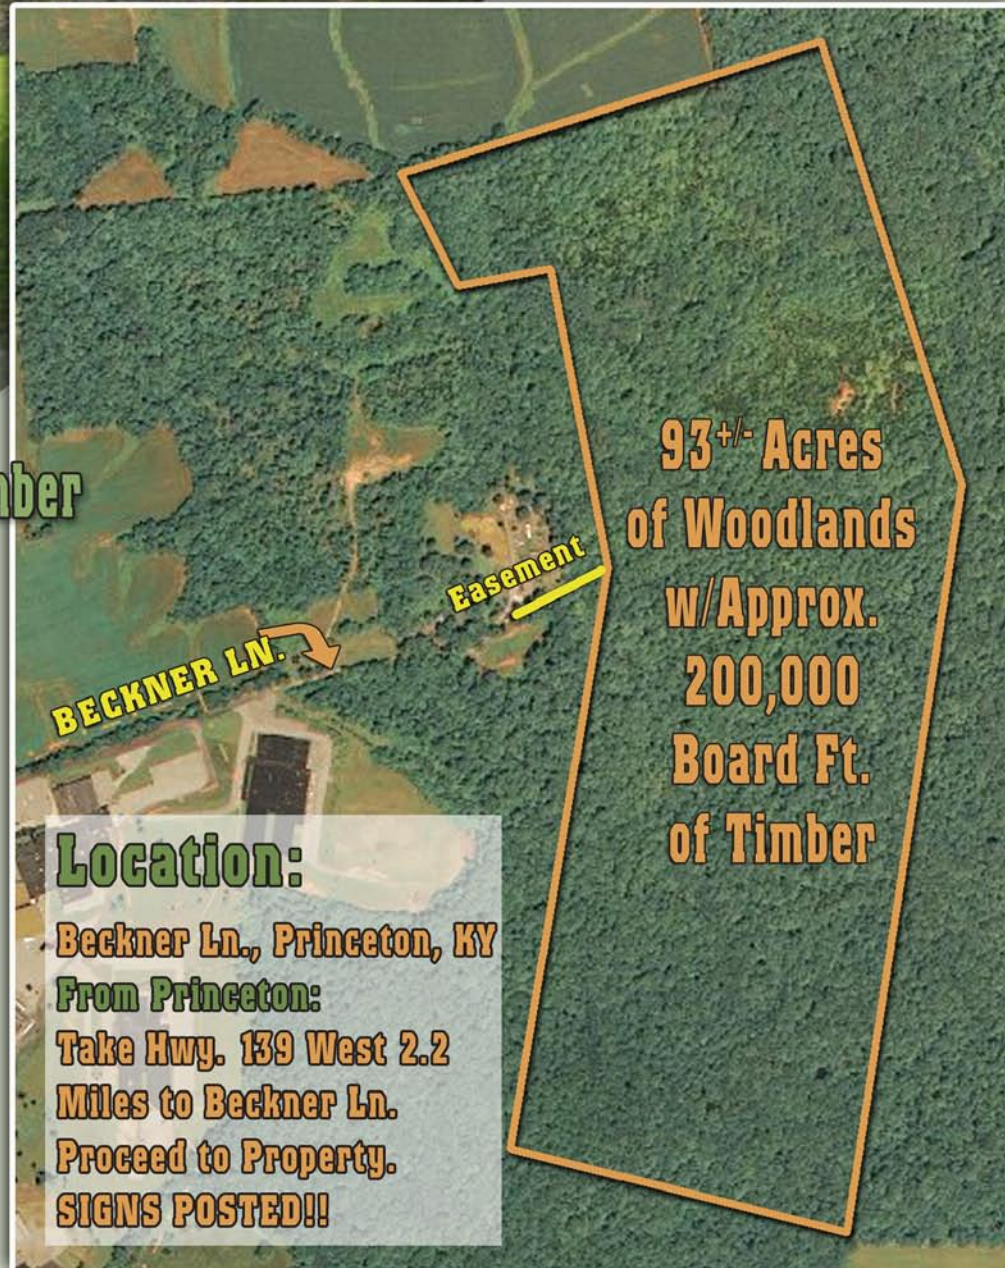 93+/- Acres
of Woodlands
w/Approx.
200,000
Board Ft.
of Timber
Easement
BECKNER LN.
Location:
Beckner Ln., Princeton, KY
From Princeton:
Take Hwy. 139 West 2.2
Miles to Beckner Ln.
Proceed to Property.
SIGNS POSTED!!